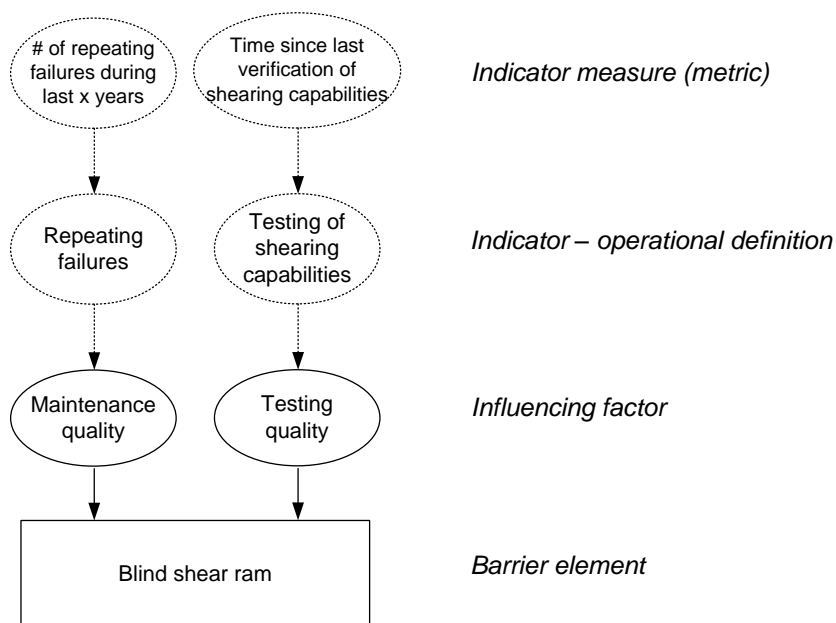 # of repeating
failures during
last x years
Time since last
verification of
shearing capabilities
Indicator measure (metric)
Repeating
failures
Testing of
shearing
capabilities
Indicator – operational definition
Maintenance
quality
Testing
quality
Influencing factor
Blind shear ram
Barrier element